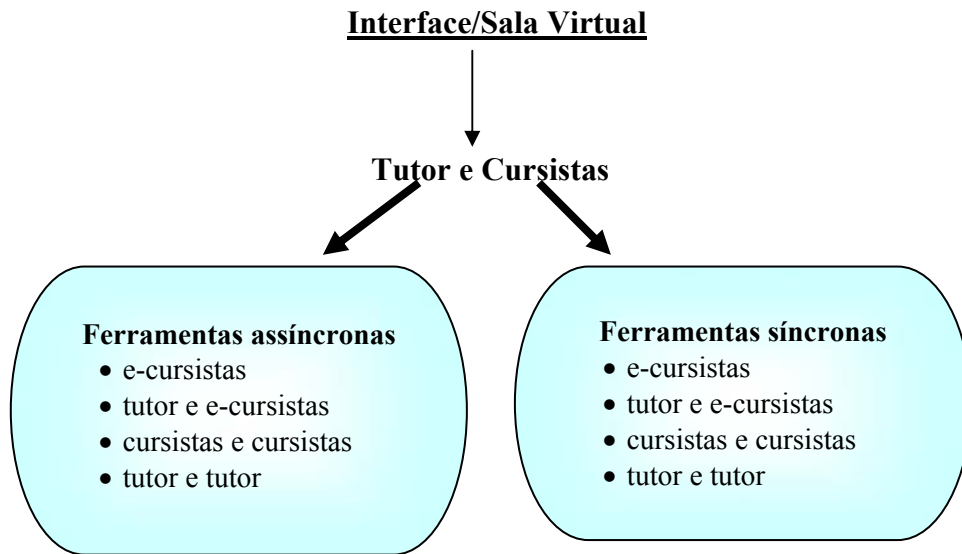 Interface/Sala Virtual
Tutor e Cursistas
Ferramentas assíncronas
• e-cursistas
• tutor e e-cursistas
• cursistas e cursistas
• tutor e tutor
Ferramentas síncronas
• e-cursistas
• tutor e e-cursistas
• cursistas e cursistas
• tutor e tutor